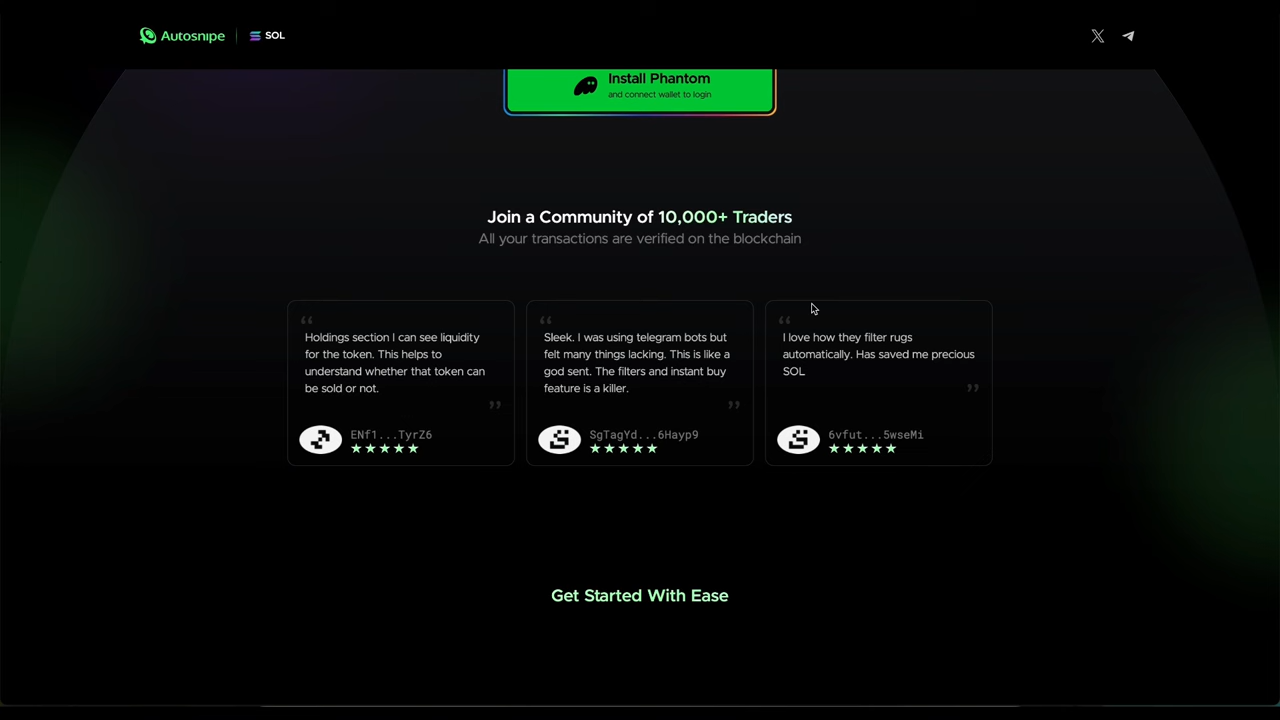 Autosnipe
SOL
Install Phantom
and connect wallet to login
Join a Community of 10,000+ Traders
All your transactions are verified on the blockchain
Holdings section I can see liquidity
for the token. This helps to
understand whether that token can
be sold or not.
ENf1...TyrZ6
Sleek. I was using telegram bots but
felt many things lacking. This is like a
god sent. The filters and instant buy
feature is a killer.
SgTagYd...6Hayp9
I love how they filter rugs
automatically. Has saved me precious
SOL
6vfut...5wseMi
Get Started With Ease